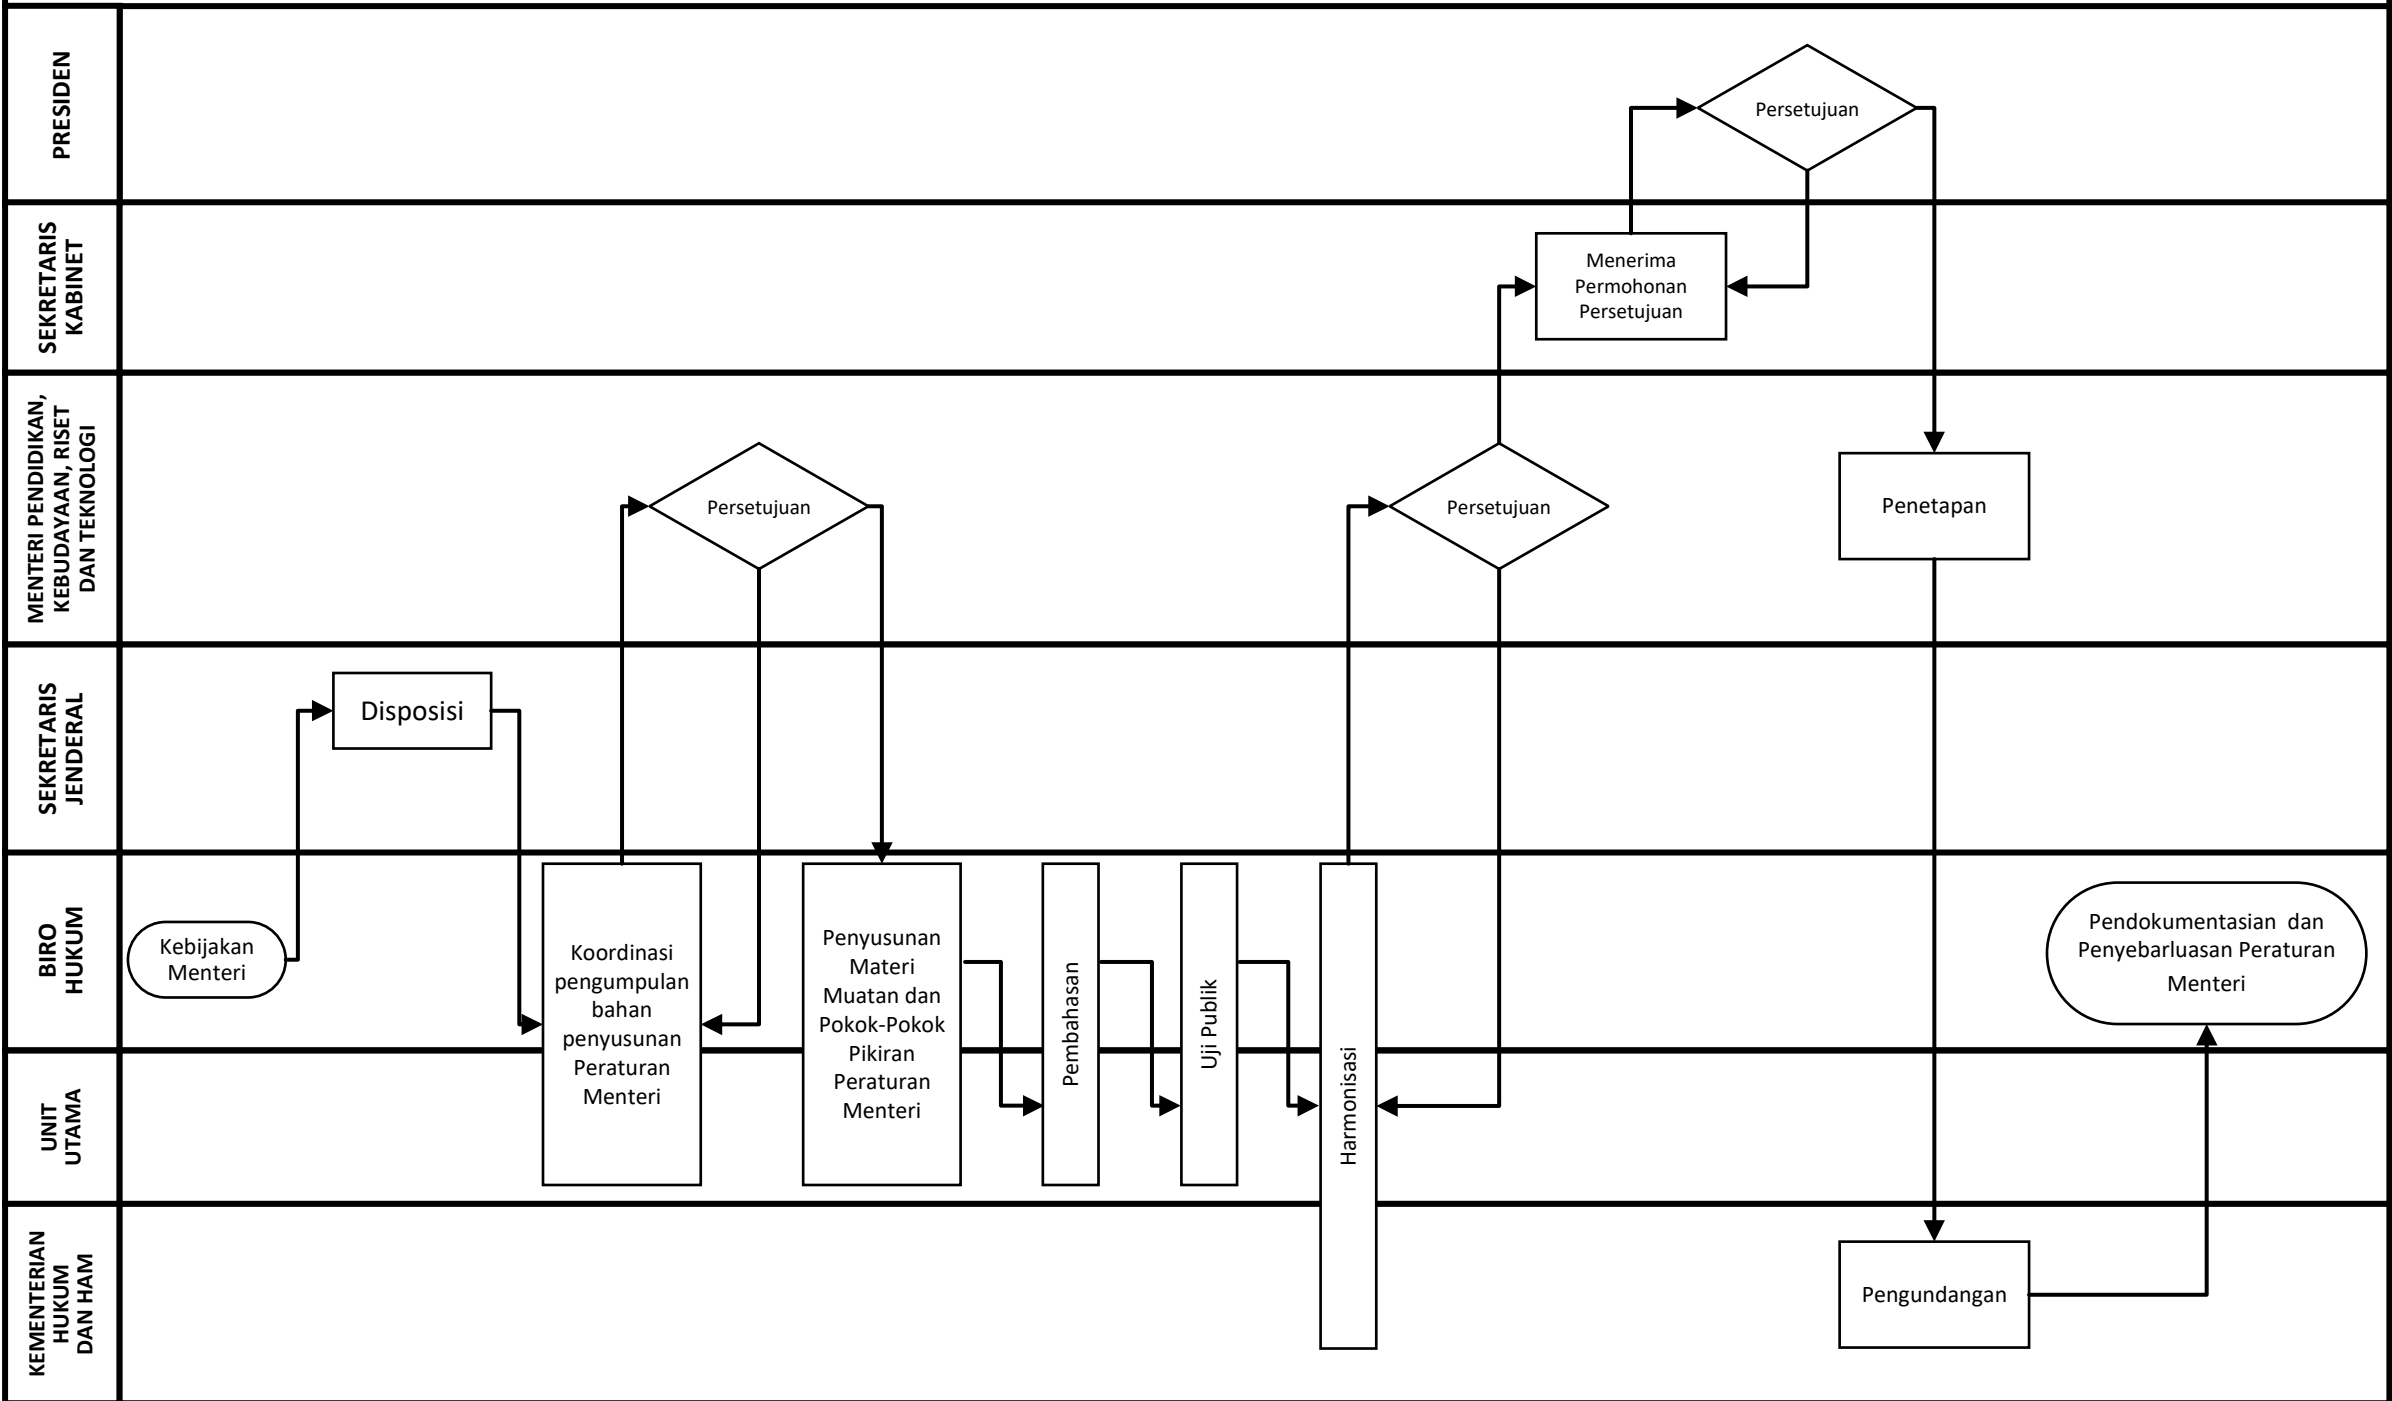 PRESIDEN
Persetujuan
SEKRETARIS
KABINET
Menerima
Permohonan
Persetujuan
MENTERI PENDIDIKAN,
KEBUDAYAAN, RISET
DAN TEKNOLOGI
Persetujuan
Persetujuan
Penetapan
SEKRETARIS
JENDERAL
Disposisi
BIRO
HUKUM
Kebijakan
Menteri
Koordinasi
pengumpulan
bahan
penyusunan
Peraturan
Menteri
Penyusunan
Materi
Muatan dan
Pokok-Pokok
Pikiran
Peraturan
Menteri
Pembahasan
Uji Publik
Harmonisasi
Pendokumentasian dan
Penyebarluasan Peraturan
Menteri
UNIT
UTAMA
KEMENTERIAN
HUKUM
DAN HAM
Pengundangan